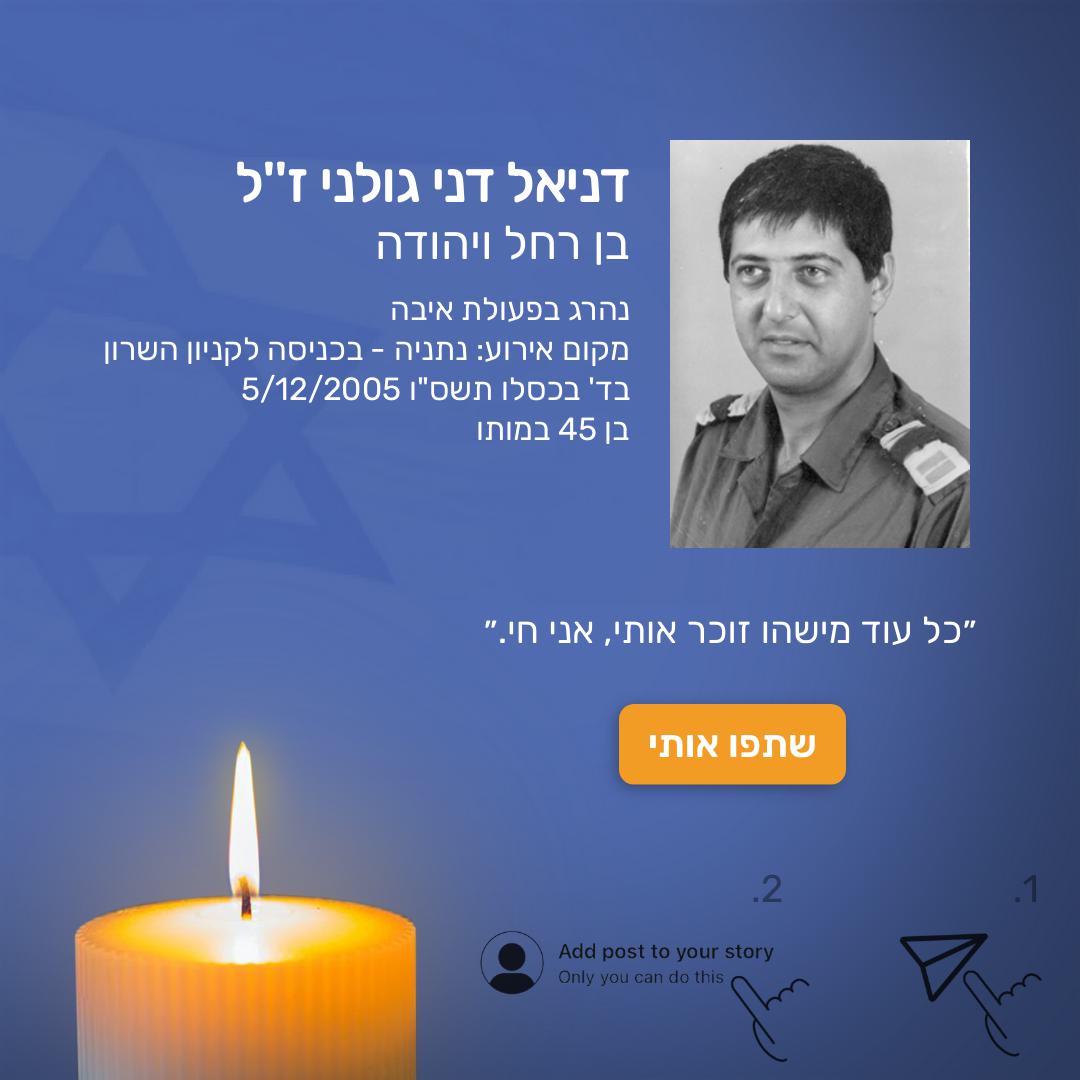 דניאל דני גולני ז"ל
בן רחל ויהודה
נהרג בפעולת איבה
מקום אירוע: נתניה - בכניסה לקניון השרון
בד' בכסלו תשס"ו 5/12/2005
בן 45 במותו
״כל עוד מישהו זוכר אותי, אני חי.״
שתפו אותי
.1
.2
Add post to your story
Only you can do this